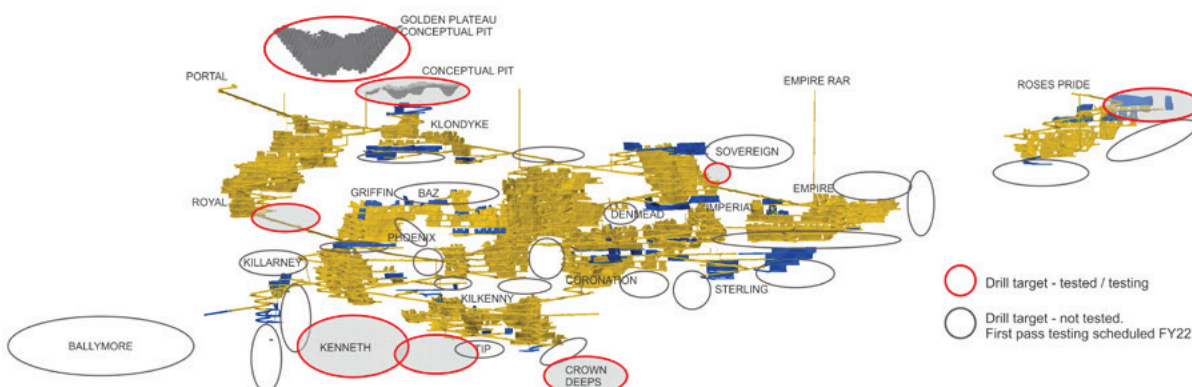 GOLDEN PLATEAU
CONCEPTUAL PIT
PORTAL
CONCEPTUAL PIT
EMPIRE RAR
ROSES PRIDE
KLONDYKE
SOVEREIGN
GRIFFIN
BAZ
EMPIRE
ROYAL
DENMEAD
IMPERIAL
PHOENIX
KILLARNEY
CORONATION
STERLING
Drill target - tested / testing
KILKENNY
Drill target - not tested.
First pass testing scheduled FY22
BALLYMORE
KENNETH
TIP
CROWN
DEEPS